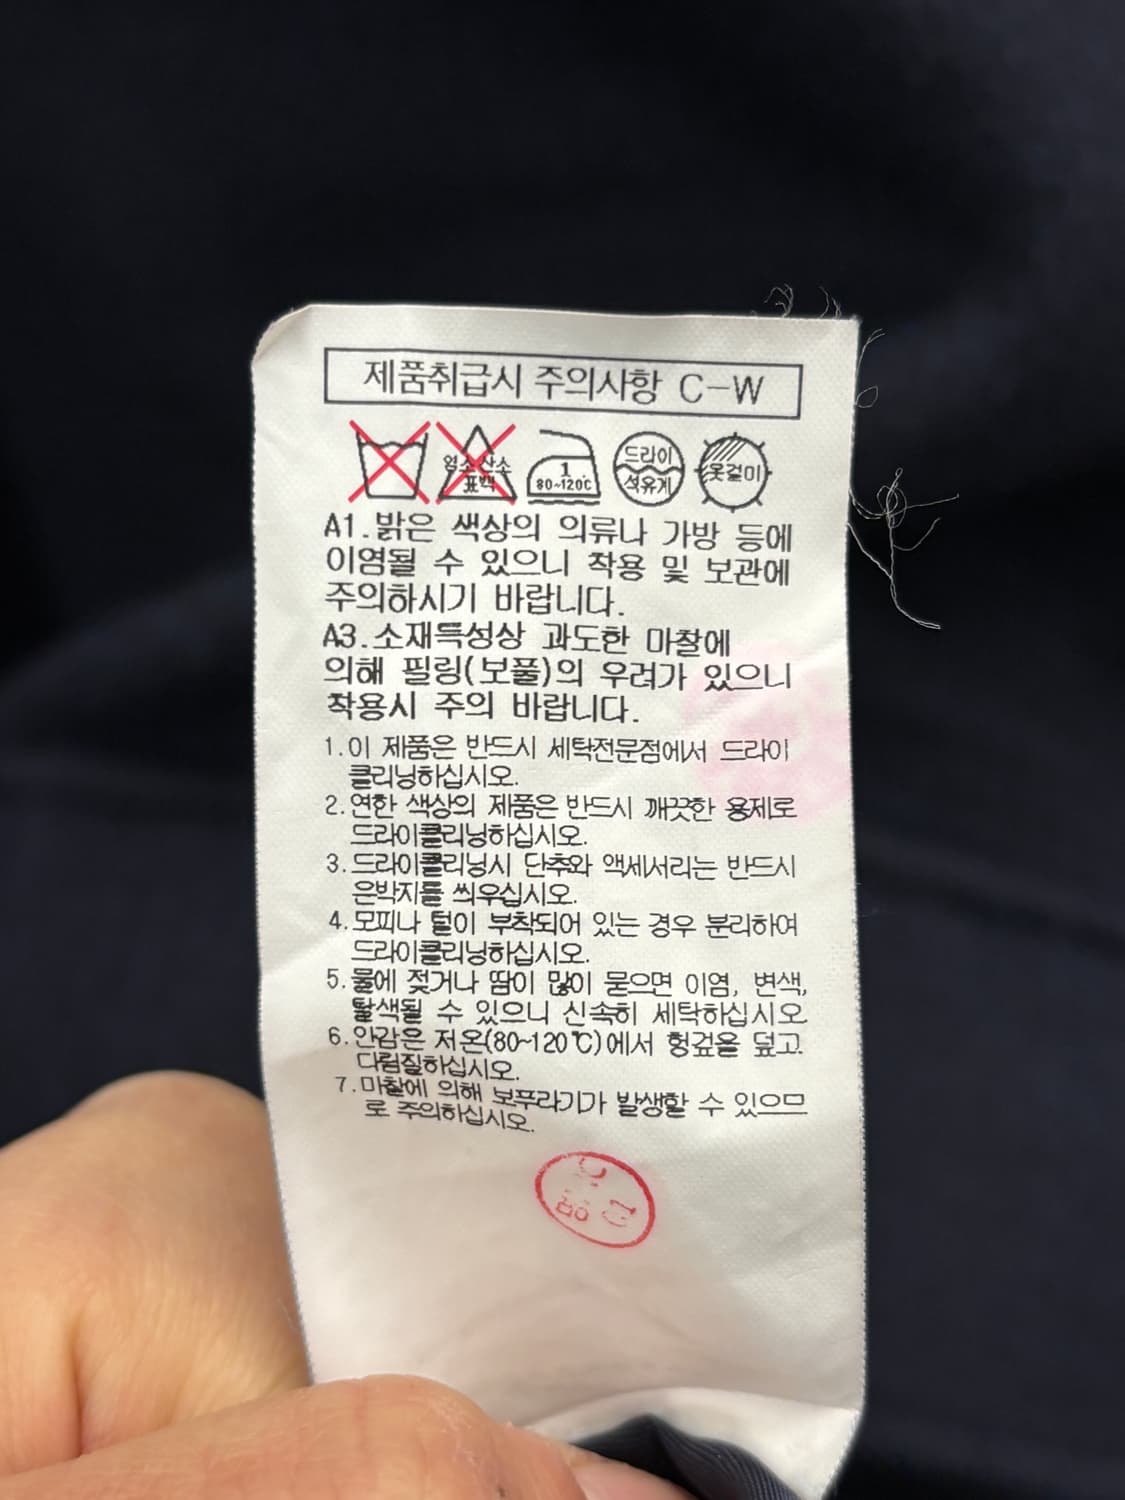 제품취급시 주의사항 C-W
염소산소
표백
1
80~120℃
드라이
석유계
옷걸이
A1.밝은 색상의 의류나 가방 등에
이염될 수 있으니 착용 및 보관에
주의하시기 바랍니다.
A3.소재특성상 과도한 마찰에
의해 필링(보풀)의 우려가 있으니
착용시 주의 바랍니다.
1.이 제품은 반드시 세탁전문점에서 드라이
클리닝하십시오.
2.연한 색상의 제품은 반드시 깨끗한 용제로
드라이클리닝하십시오.
3.드라이클리닝시 단추와 액세서리는 반드시
은박지를 씌우십시오.
4.모피나 털이 부착되어 있는 경우 분리하여
드라이클리닝하십시오.
5.물에 젖거나 땀이 많이 묻으면 이염, 변색,
탈색될 수 있으니 신속히 세탁하십시오
6.안감은 저온(80~120℃)에서 헝겊을 덮고
다림질하십시오.
7.마찰에 의해 보푸라기가 발생할 수 있으므
로 주의하십시오.